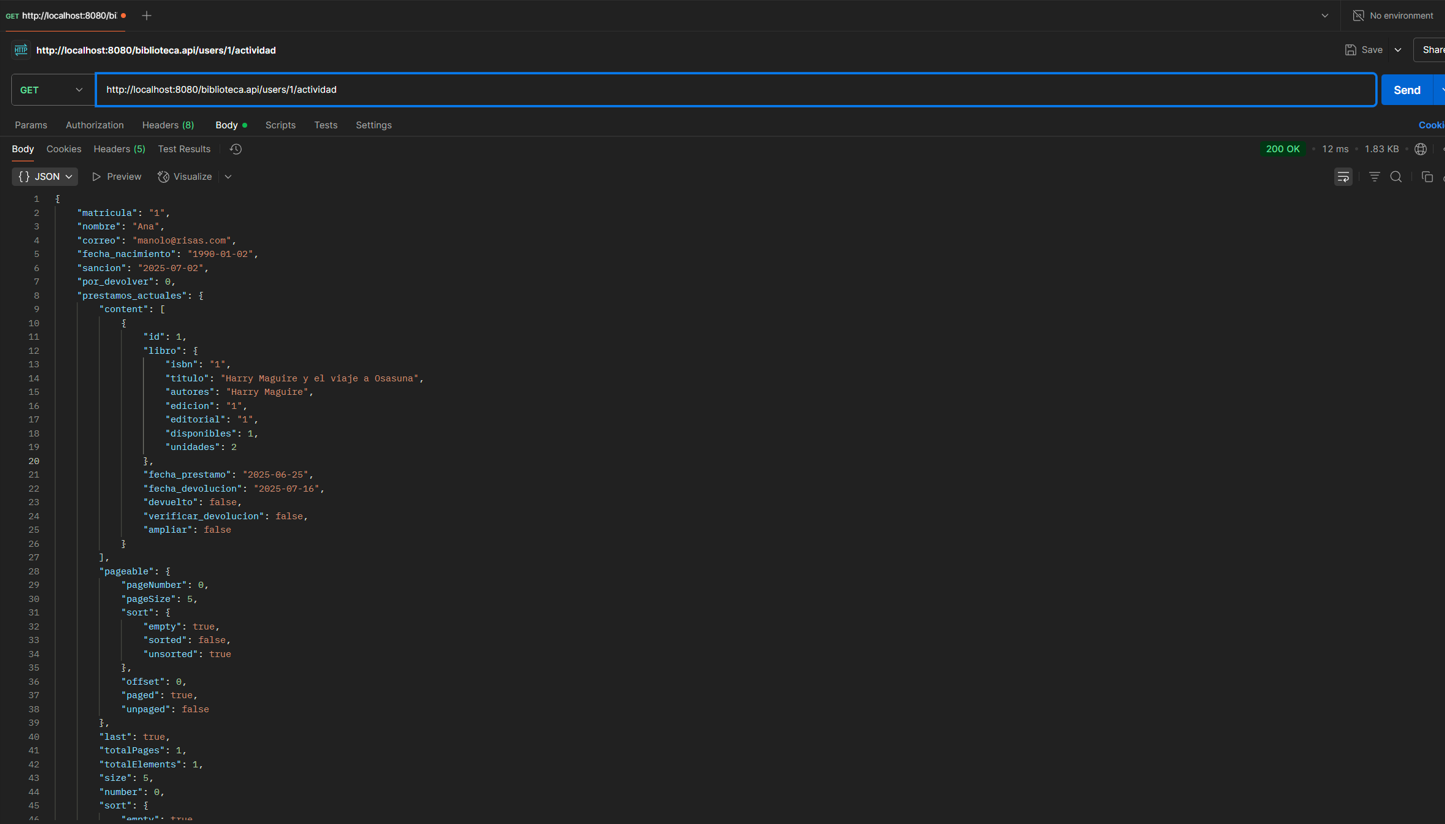 GET http://localhost:8080/bi
No environment
HTTP http://localhost:8080/biblioteca.api/users/1/actividad
Save
Share
GET
http://localhost:8080/biblioteca.api/users/1/actividad
Send
Params Authorization Headers (8) Body Scripts Tests Settings
Body Cookies Headers (5) Test Results
200 OK • 12 ms • 1.83 KB •
{} JSON Preview Visualize
1 {
2 "matricula": "1",
3 "nombre": "Ana",
4 "correo": "manolo@risas.com",
5 "fecha_nacimiento": "1990-01-02",
6 "sancion": "2025-07-02",
7 "por_devolver": 0,
8 "prestamos_actuales": {
9 "content": [
10 {
11 "id": 1,
12 "libro": {
13 "isbn": "1",
14 "titulo": "Harry Maguire y el viaje a Osasuna",
15 "autores": "Harry Maguire",
16 "edicion": "1",
17 "editorial": "1",
18 "disponibles": 1,
19 "unidades": 2
20 },
21 "fecha_prestamo": "2025-06-25",
22 "fecha_devolucion": "2025-07-16",
23 "devuelto": false,
24 "verificar_devolucion": false,
25 "ampliar": false
26 }
27 ],
28 "pageable": {
29 "pageNumber": 0,
30 "pageSize": 5,
31 "sort": {
32 "empty": true,
33 "sorted": false,
34 "unsorted": true
35 },
36 "offset": 0,
37 "paged": true,
38 "unpaged": false
39 },
40 "last": true,
41 "totalPages": 1,
42 "totalElements": 1,
43 "size": 5,
44 "number": 0,
45 "sort": {
46 "empty": true